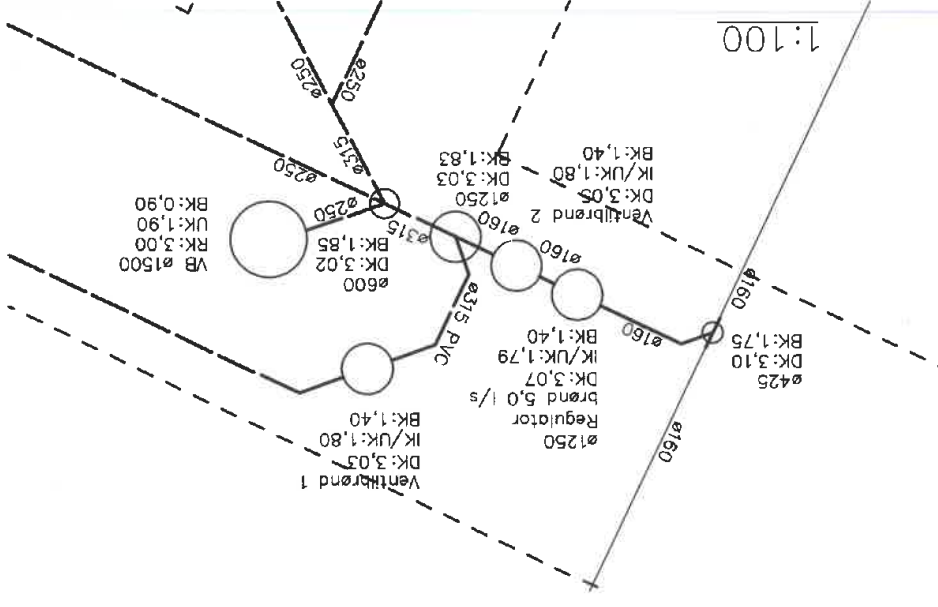 Ventilbrønd 1
DK:3,03
IK/UK:1,80
BK:1,40
ø160
ø1250
Regulator
brønd 5,0 l/s
DK:3,07
IK/UK:1,79
BK:1,40
ø425
DK:3,10
BK:1,75
ø160
ø160
ø315 PVC
ø600
DK:3,02
BK:1,85
VB ø1500
RK:3,00
UK:1,90
BK:0,90
ø160
ø160
ø315
ø250
ø250
Ventilbrønd 2
DK:3,05
IK/UK:1,80
BK:1,40
ø1250
DK:3,03
BK:1,83
ø315
ø250
ø250
1:100